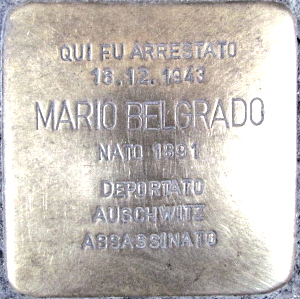 QUI FU ARRESTATO
16.12.1943
MARIO BELGRADO
NATO 1891
DEPORTATO
AUSCHWITZ
ASSASSINATO